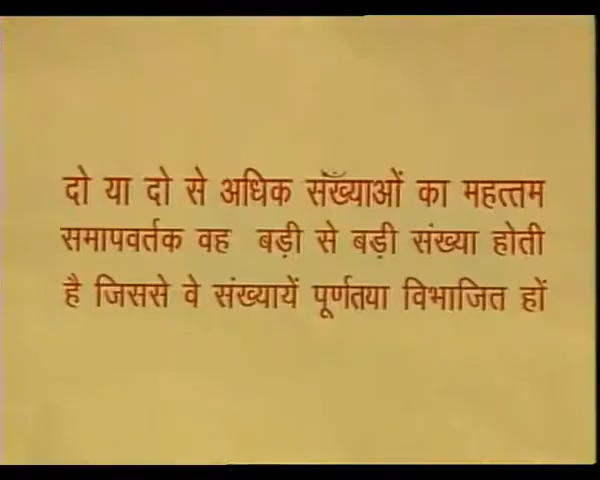 दो या दो से अधिक सँख्याओं का महत्तम
समापवर्तक वह बड़ी से बड़ी संख्या होती
है जिससे वे संख्यायें पूर्णतया विभाजित हों